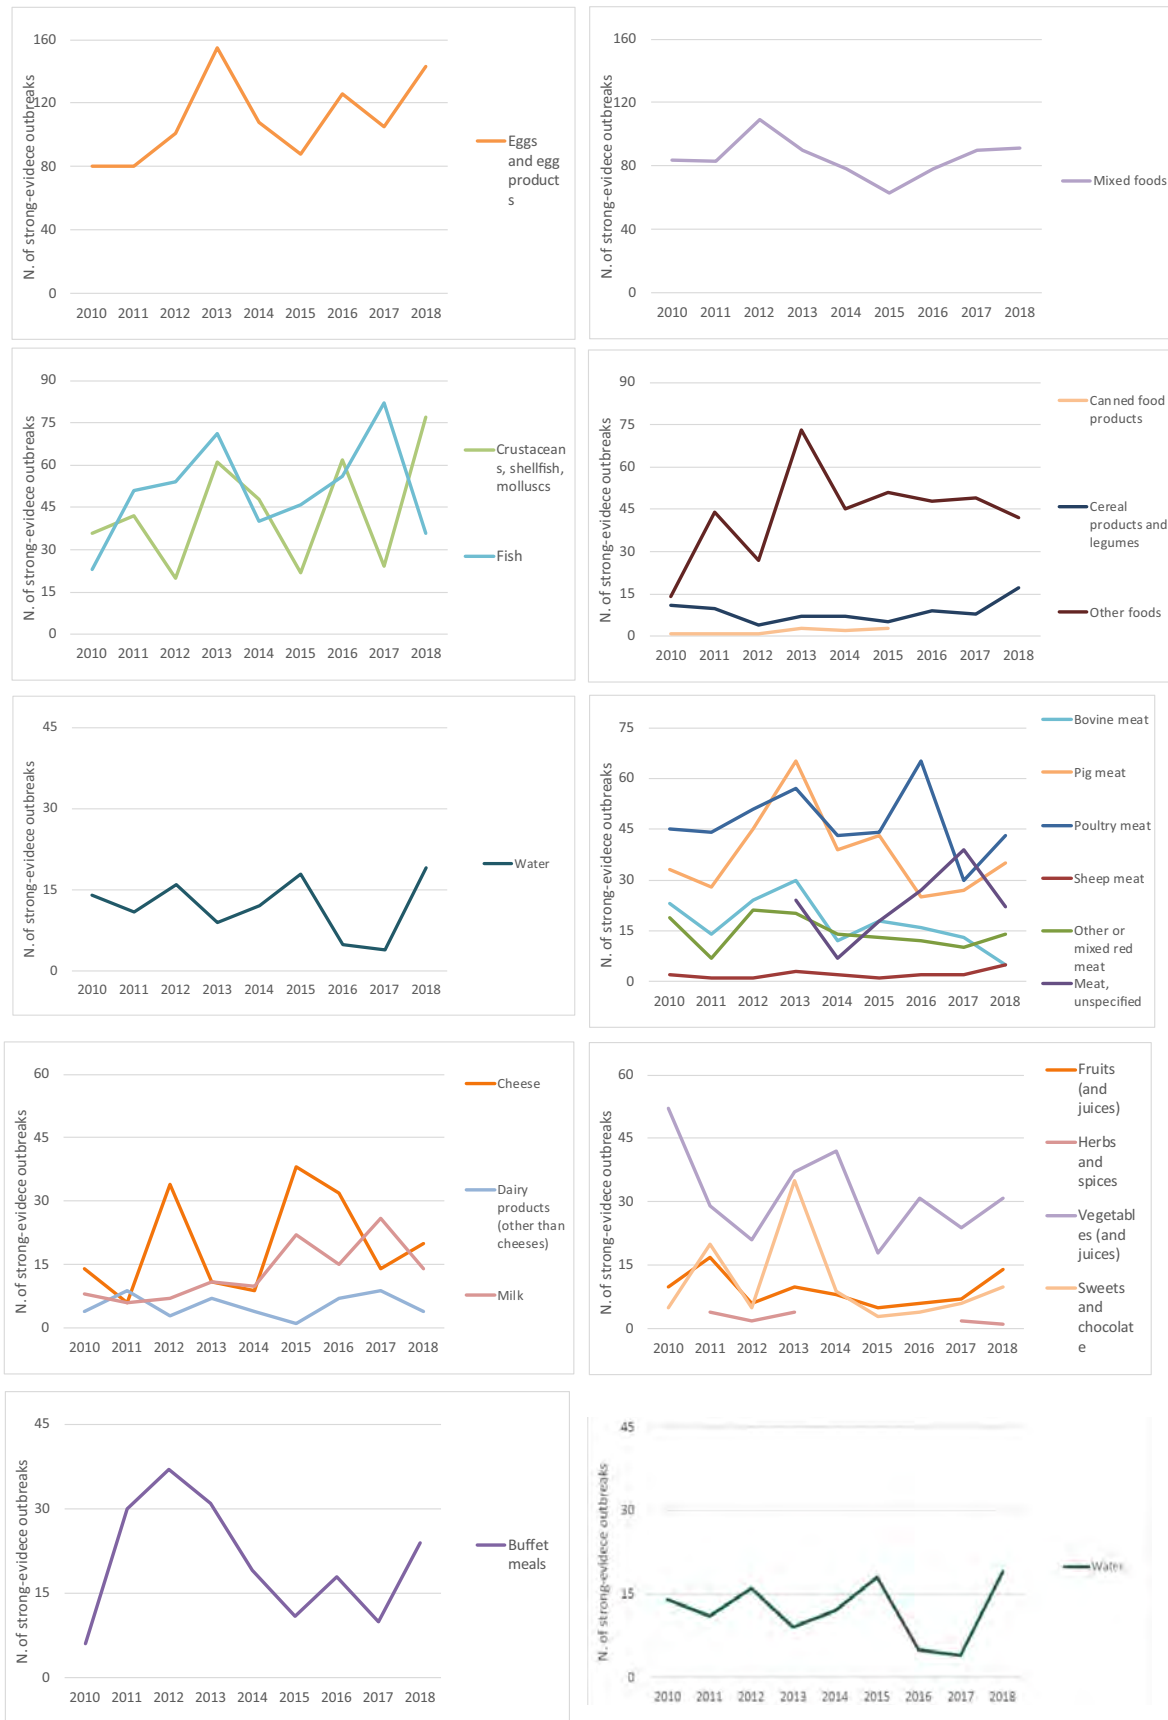 N. of strong-evidece outbreaks
160
120
80
40
0
2010 2011 2012 2013 2014 2015 2016 2017 2018
Eggs
and egg
product
s
N. of strong-evidece outbreaks
160
120
80
40
0
2010 2011 2012 2013 2014 2015 2016 2017 2018
Mixed foods
N. of strong-evidece outbreaks
90
75
60
45
30
15
0
2010 2011 2012 2013 2014 2015 2016 2017 2018
Crustacean
s, shellfish,
molluscs
Fish
N. of strong-evidece outbreaks
90
75
60
45
30
15
0
2010 2011 2012 2013 2014 2015 2016 2017 2018
Canned food
products
Cereal
products and
legumes
Other foods
N. of strong-evidece outbreaks
45
30
15
0
2010 2011 2012 2013 2014 2015 2016 2017 2018
Water
N. of strong-evidece outbreaks
75
60
45
30
15
0
2010 2011 2012 2013 2014 2015 2016 2017 2018
Bovine meat
Pig meat
Poultry meat
Sheep meat
Other or
mixed red
meat
Meat,
unspecified
N. of strong-evidece outbreaks
60
45
30
15
0
2010 2011 2012 2013 2014 2015 2016 2017 2018
Cheese
Dairy
products
(other than
cheeses)
Milk
N. of strong-evidece outbreaks
60
45
30
15
0
2010 2011 2012 2013 2014 2015 2016 2017 2018
Fruits
(and
juices)
Herbs
and
spices
Vegetabl
es (and
juices)
Sweets
and
chocolat
e
N. of strong-evidece outbreaks
45
30
15
0
2010 2011 2012 2013 2014 2015 2016 2017 2018
Buffet
meals
N. of strong-evidece outbreaks
45
30
15
0
2010 2011 2012 2013 2014 2015 2016 2017 2018
Water